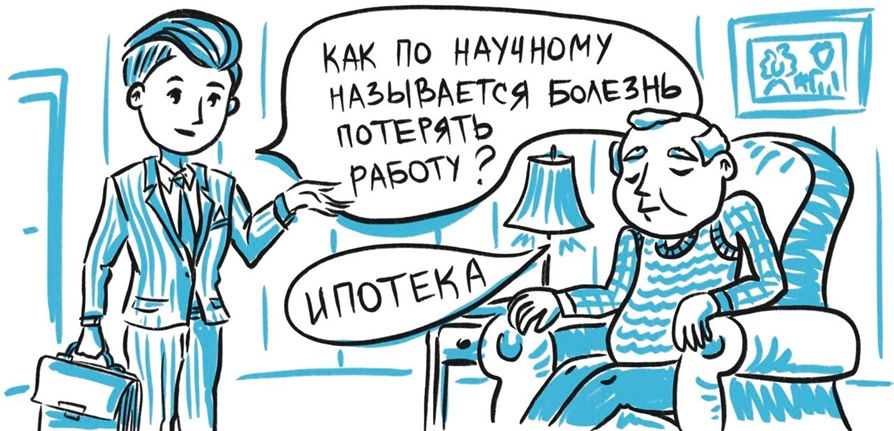 КАК ПО НАУЧНОМУ
НАЗЫВАЕТСЯ БОЛЕЗНЬ
ПОТЕРЯТЬ
РАБОТУ?
ИПОТЕКА